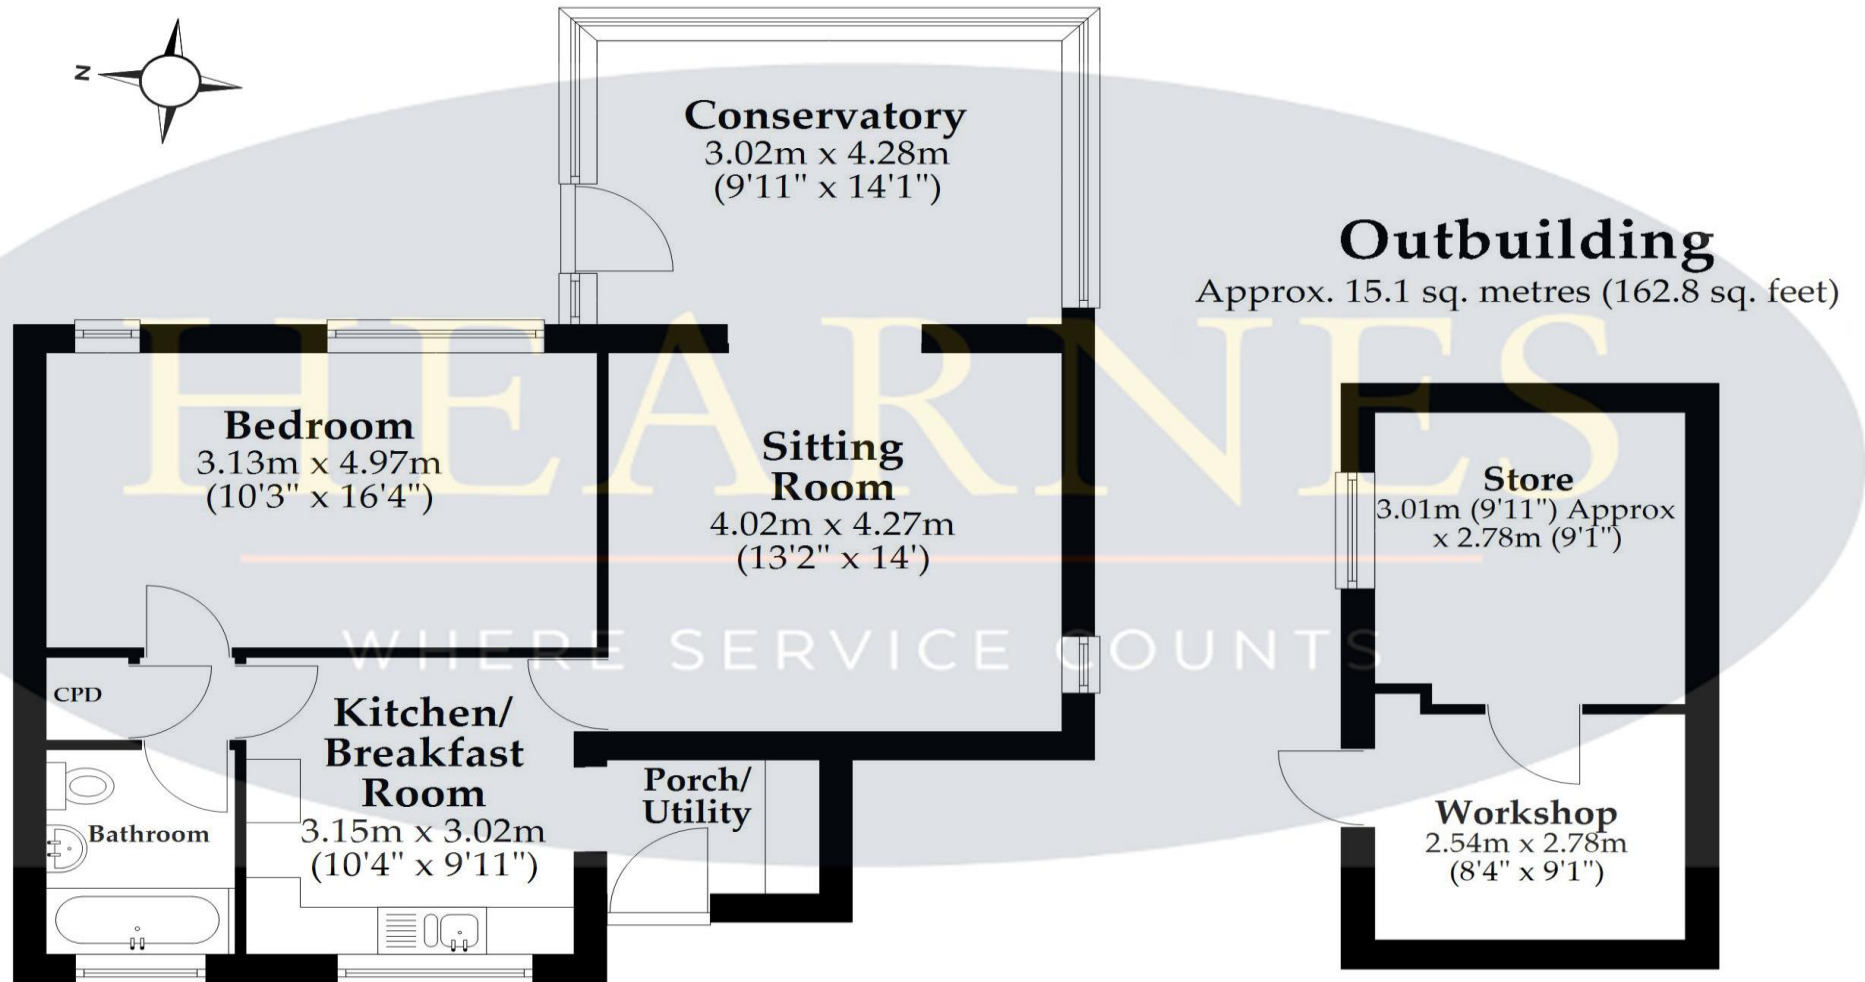 N
Conservatory
3.02m x 4.28m
(9'11" x 14'1")
Outbuilding
Approx. 15.1 sq. metres (162.8 sq. feet)
HEARNES
WHERE SERVICE COUNTS
Bedroom
3.13m x 4.97m
(10'3" x 16'4")
Sitting
Room
4.02m x 4.27m
(13'2" x 14')
Store
3.01m (9'11") Approx
x 2.78m (9'1")
CPD
Kitchen/
Breakfast
Room
3.15m x 3.02m
(10'4" x 9'11")
Porch/
Utility
Bathroom
Workshop
2.54m x 2.78m
(8'4" x 9'1")